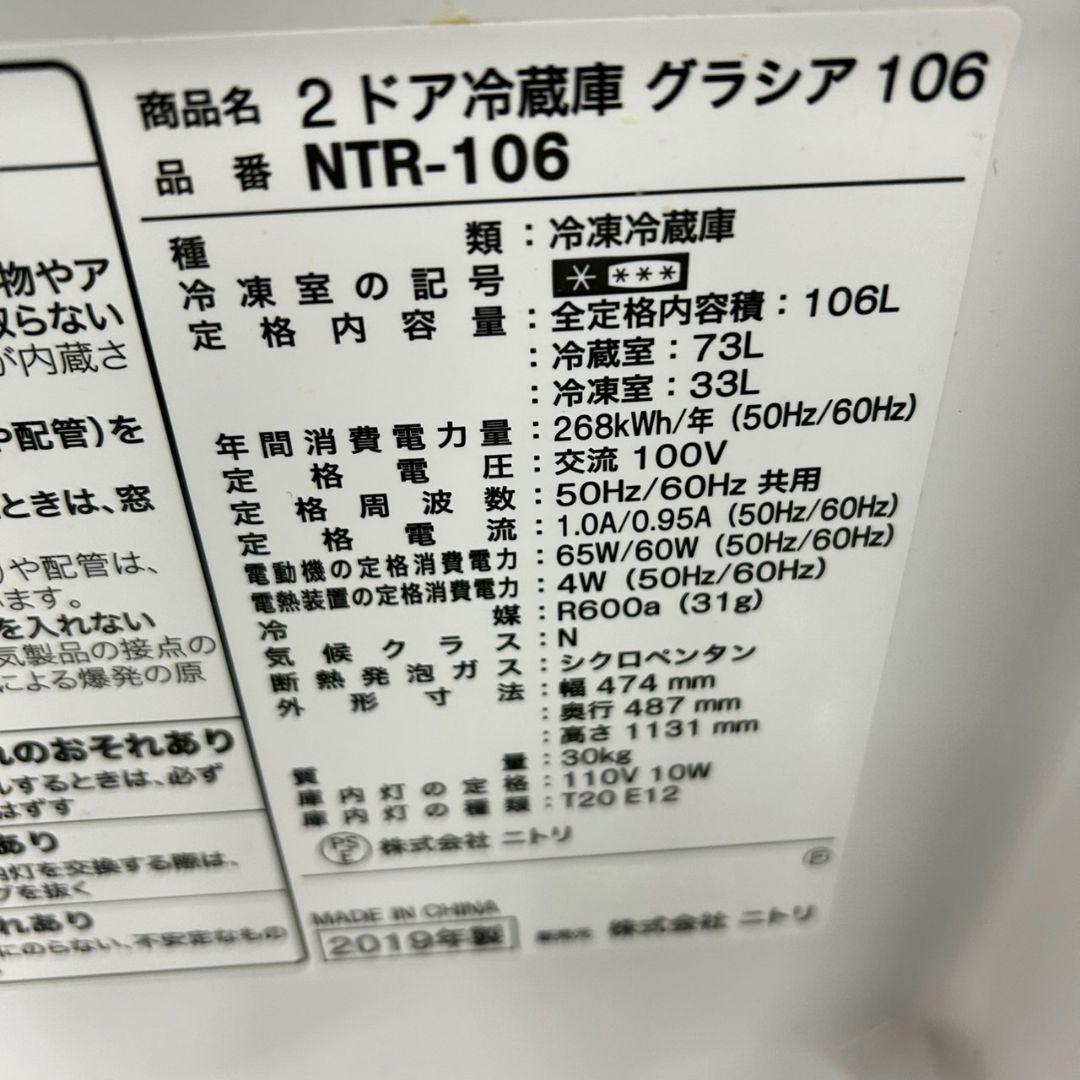 商品名 2ドア冷蔵庫 グラシア 106
品番 NTR-106
種類:冷凍冷蔵庫
冷凍室の記号
定格内容量:全定格内容積:106L
:冷蔵室:73L
:冷凍室:33L
年間消費電力量:268kWh/年 (50Hz/60Hz)
定格電圧:交流 100V
定格周波数:50Hz/60Hz 共用
定格電流:1.0A/0.95A (50Hz/60Hz)
電動機の定格消費電力:65W/60W (50Hz/60Hz)
電熱装置の定格消費電力:4W (50Hz/60Hz)
冷媒:R600a (31g)
気候クラス:N
断熱発泡ガス:シクロペンタン
外形寸法:幅 474 mm
:奥行 487 mm
:高さ 1131 mm
質量:30kg
庫内灯の定格:110V 10W
庫内灯の種類:T20 E12
PSE 株式会社 ニトリ
MADE IN CHINA
2019年製 株式会社 ニトリ
物やア
らない
が内蔵さ
や配管)を
ときは、窓
や配管は、
います。
を入れない
気製品の接点の
による爆発の原
れのおそれあり
するときは、必ず
はずす
あり
内灯を交換する際は、
グを抜く
れあり
にのらない、不安定なもの